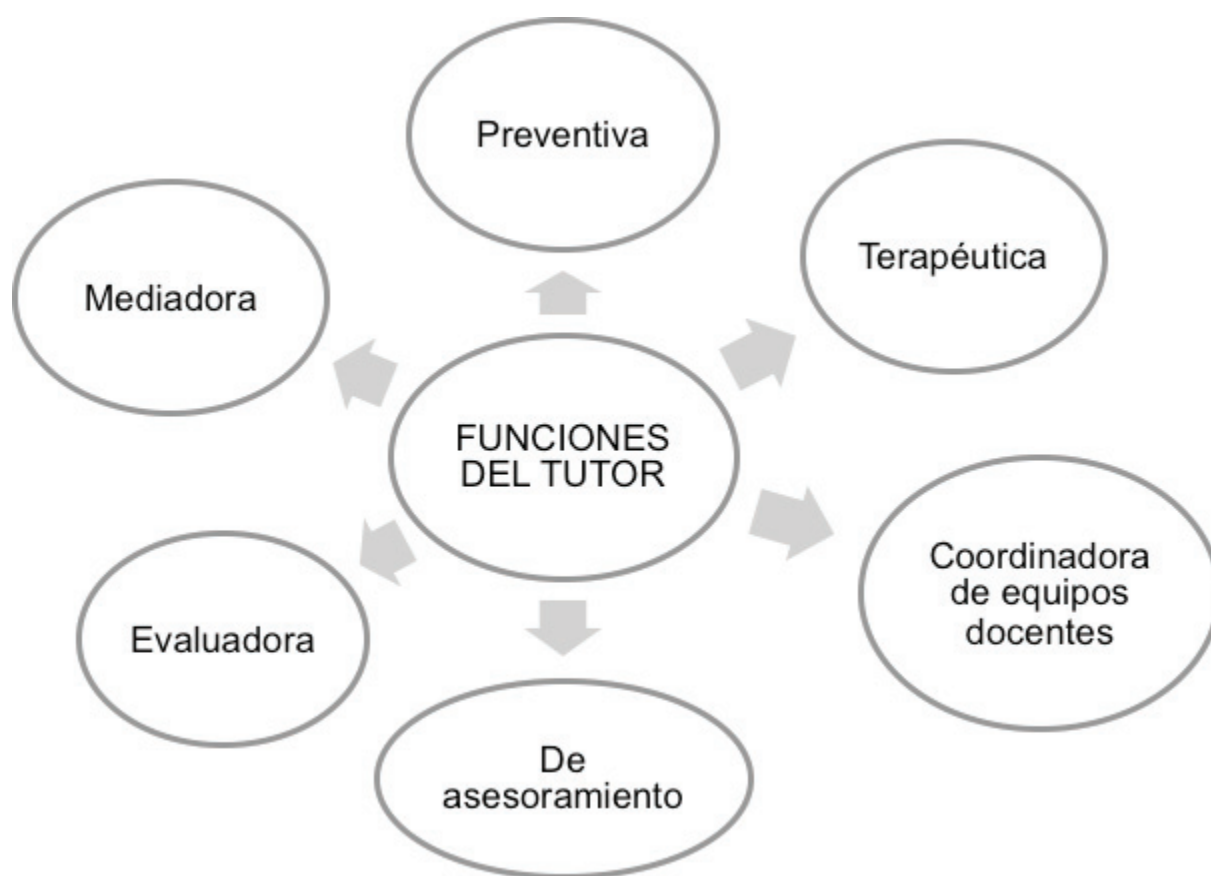 Preventiva
Terapéutica
Mediadora
FUNCIONES
DEL TUTOR
Coordinadora
de equipos
docentes
Evaluadora
De
asesoramiento